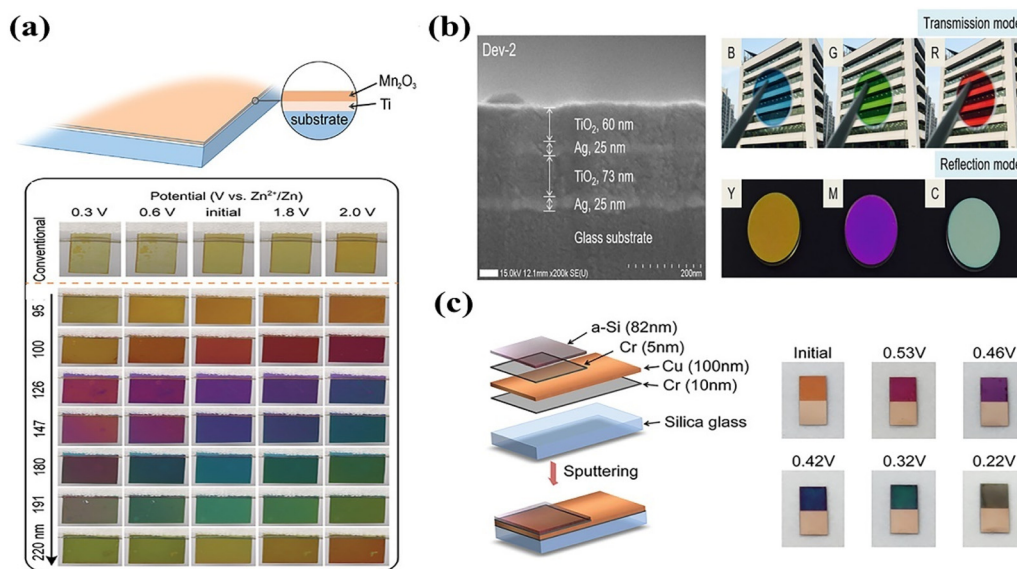 (a)
Mn₂O₃
Ti
substrate
Potential (V vs. Zn²⁺/Zn)
0.3 V 0.6 V initial 1.8 V 2.0 V
Conventional
95
100
126
147
180
191
220 nm
(b)
Dev-2
TiO₂, 60 nm
Ag, 25 nm
TiO₂, 73 nm
Ag, 25 nm
Glass substrate
15.0kV 12.1mm x200k SE(U) 200nm
Transmission mode
B G R
Reflection mode
Y M C
(c)
a-Si (82nm)
Cr (5nm)
Cu (100nm)
Cr (10nm)
Silica glass
Sputtering
Initial 0.53V 0.46V
0.42V 0.32V 0.22V